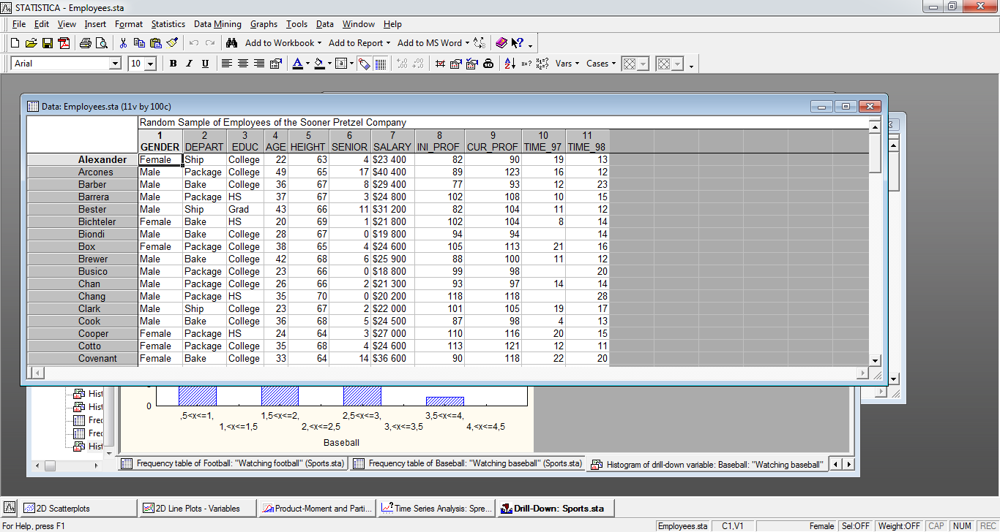 STATISTICA - Employees.sta
File Edit View Insert Format Statistics Data Mining Graphs Tools Data Window Help
Add to Workbook Add to Report Add to MS Word
Arial 10 B I U A Vars Cases
Data: Employees.sta (11v by 100c)
Random Sample of Employees of the Sooner Pretzel Company
1 2 3 4 5 6 7 8 9 10 11
GENDER DEPART EDUC AGE HEIGHT SENIOR SALARY INI_PROF CUR_PROF TIME_97 TIME_98
Alexander Female Ship College 22 63 4 $23 400 82 90 19 13
Arcones Male Package College 49 65 17 $40 400 89 123 16 12
Barber Male Bake College 36 67 8 $29 400 77 93 12 23
Barrera Male Package HS 37 67 3 $24 800 102 108 10 15
Bester Male Ship Grad 43 66 11 $31 200 82 104 11 12
Bichteler Female Bake HS 20 69 1 $21 800 102 104 8 14
Biondi Male Bake College 28 67 0 $19 800 94 94 14
Box Female Package College 38 65 4 $24 600 105 113 21 16
Brewer Male Bake College 42 68 6 $25 900 88 100 11 12
Busico Male Package College 23 66 0 $18 800 99 98 20
Chan Male Package College 26 66 2 $21 300 93 97 14 14
Chang Male Package HS 35 70 0 $20 200 118 118 28
Clark Male Ship College 23 67 2 $22 000 101 105 19 17
Cook Male Bake College 36 68 5 $24 500 87 98 4 13
Cooper Female Package HS 24 64 3 $27 000 110 116 20 15
Cotto Female Package College 35 68 4 $24 600 113 121 12 11
Covenant Female Bake College 33 64 14 $36 600 90 118 22 20
Hist
Hist
Frec
Frec
Hist
0
,5<x<=1, 1,5<x<=2, 2,5<x<=3, 3,5<x<=4,
1,<x<=1,5 2,<x<=2,5 3,<x<=3,5 4,<x<=4,5
Baseball
Frequency table of Football: "Watching football" (Sports.sta) Frequency table of Baseball: "Watching baseball" (Sports.sta) Histogram of drill-down variable: Baseball: "Watching baseball"
2D Scatterplots 2D Line Plots - Variables Product-Moment and Parti... Time Series Analysis: Spre... Drill-Down: Sports.sta
For Help, press F1 Employees.sta C1,V1 Female Sel:OFF Weight:OFF CAP NUM REC